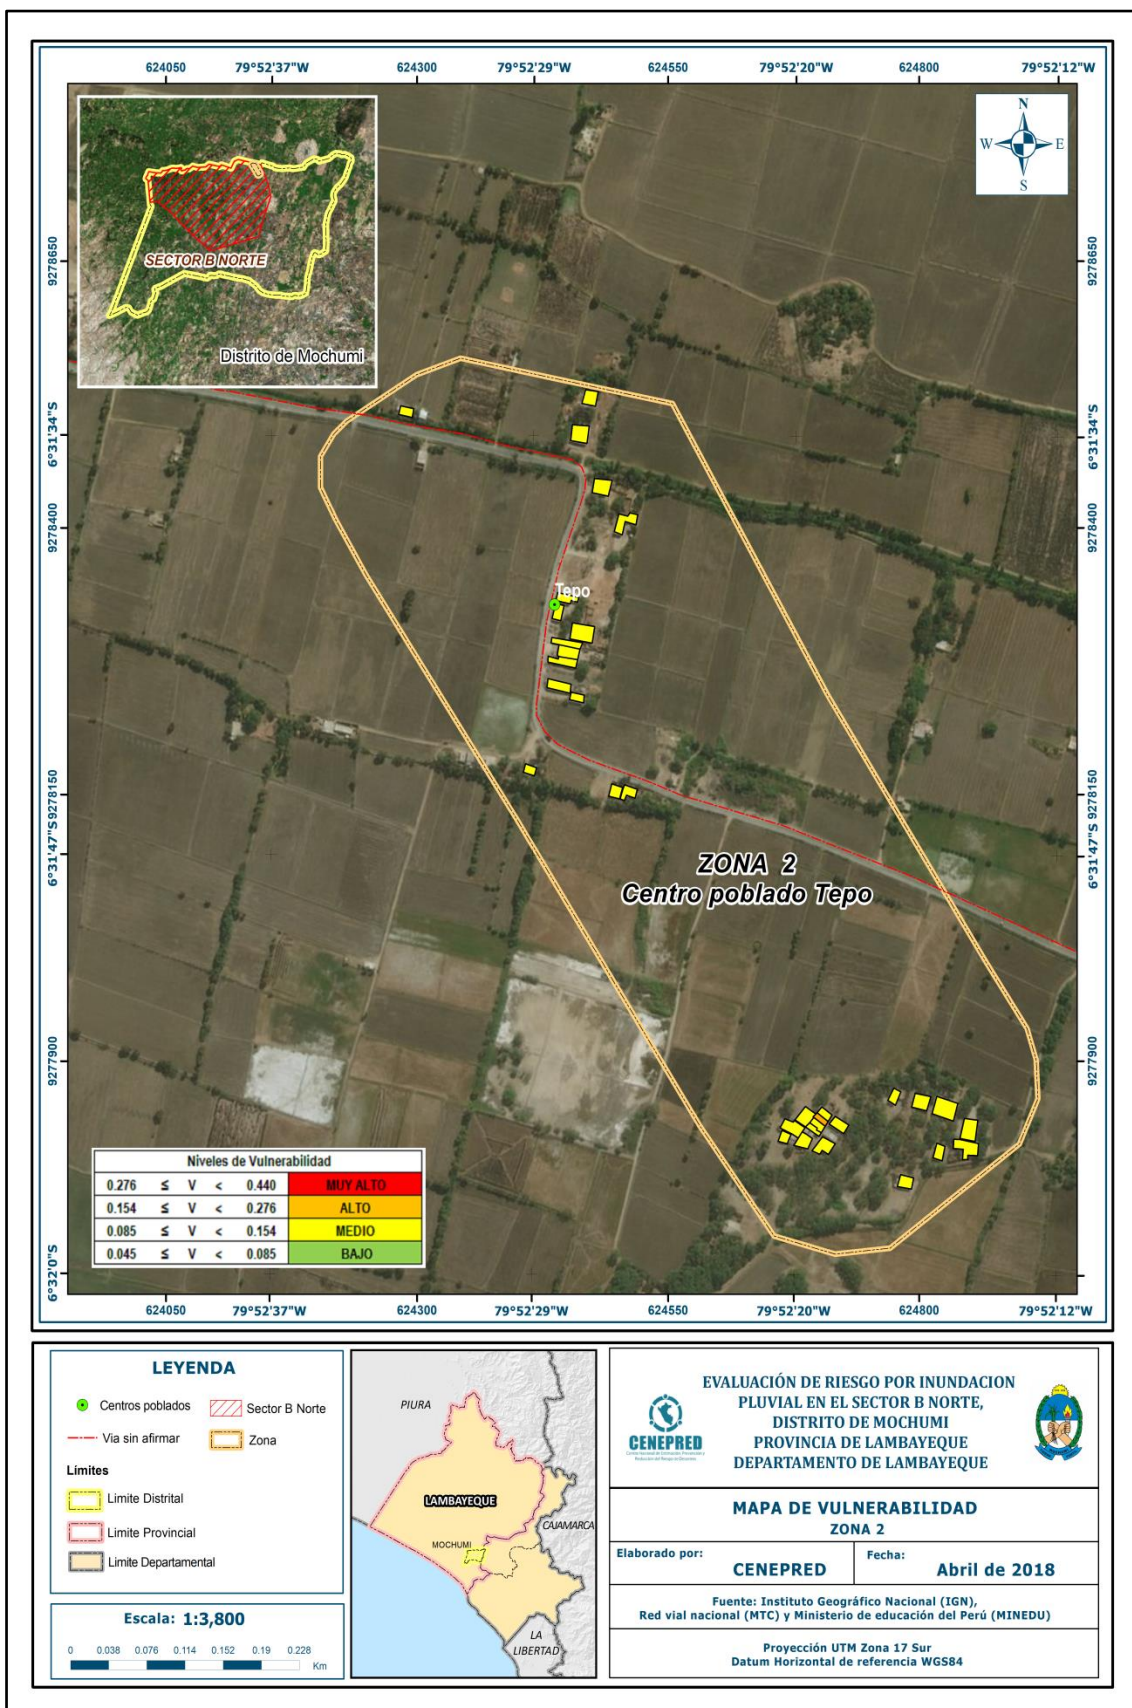 624050 79°52'37"W 624300 79°52'29"W 624550 79°52'20"W 624800 79°52'12"W
N
W E
S
SECTOR B NORTE
Distrito de Mochumi
9278650 9278650
6°31'34"S 6°31'34"S
9278400 9278400
Tepo
9278150 9278150
6°31'47"S 6°31'47"S
ZONA 2
Centro poblado Tepo
9277900 9277900
Niveles de Vulnerabilidad
0.276 ≤ V < 0.440 MUY ALTO
0.154 ≤ V < 0.276 ALTO
0.085 ≤ V < 0.154 MEDIO
0.045 ≤ V < 0.085 BAJO
6°32'0"S
624050 79°52'37"W 624300 79°52'29"W 624550 79°52'20"W 624800 79°52'12"W
LEYENDA
Centros poblados Sector B Norte
Via sin afirmar Zona
Límites
Limite Distrital
Limite Provincial
Limite Departamental
Escala: 1:3,800
0 0.038 0.076 0.114 0.152 0.19 0.228
Km
PIURA
LAMBAYEQUE
CAJAMARCA
MOCHUMI
LA
LIBERTAD
CENEPRED
EVALUACIÓN DE RIESGO POR INUNDACION
PLUVIAL EN EL SECTOR B NORTE,
DISTRITO DE MOCHUMI
PROVINCIA DE LAMBAYEQUE
DEPARTAMENTO DE LAMBAYEQUE
MAPA DE VULNERABILIDAD
ZONA 2
Elaborado por: CENEPRED
Fecha: Abril de 2018
Fuente: Instituto Geográfico Nacional (IGN),
Red vial nacional (MTC) y Ministerio de educación del Perú (MINEDU)
Proyección UTM Zona 17 Sur
Datum Horizontal de referencia WGS84